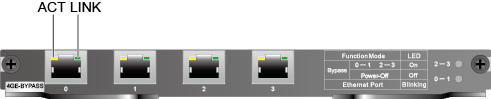 ACT LINK
Function Mode LED
0—1 2—3 On
Bypass
Power-Off Off
Ethernet Port Blinking
2—3
0—1
4GE-BYPASS 0 1 2 3